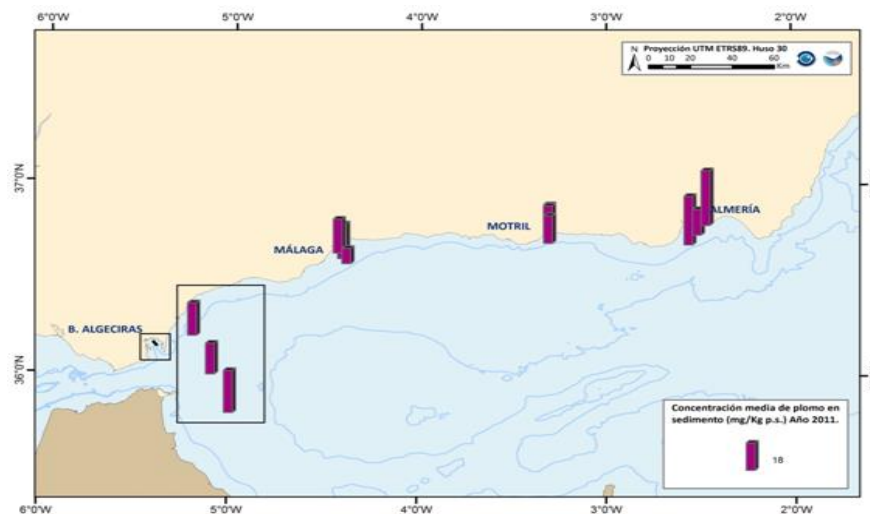 6°0'O 5°0'O 4°0'O 3°0'O 2°0'O
N Proyección UTM ETRS89. Huso 30
0 10 20 40 60
Km
37°0'N
ALMERÍA
MOTRIL
MÁLAGA
B. ALGECIRAS
36°0'N
Concentración media de plomo en
sedimento (mg/Kg p.s.) Año 2011.
18
6°0'O 5°0'O 4°0'O 3°0'O 2°0'O